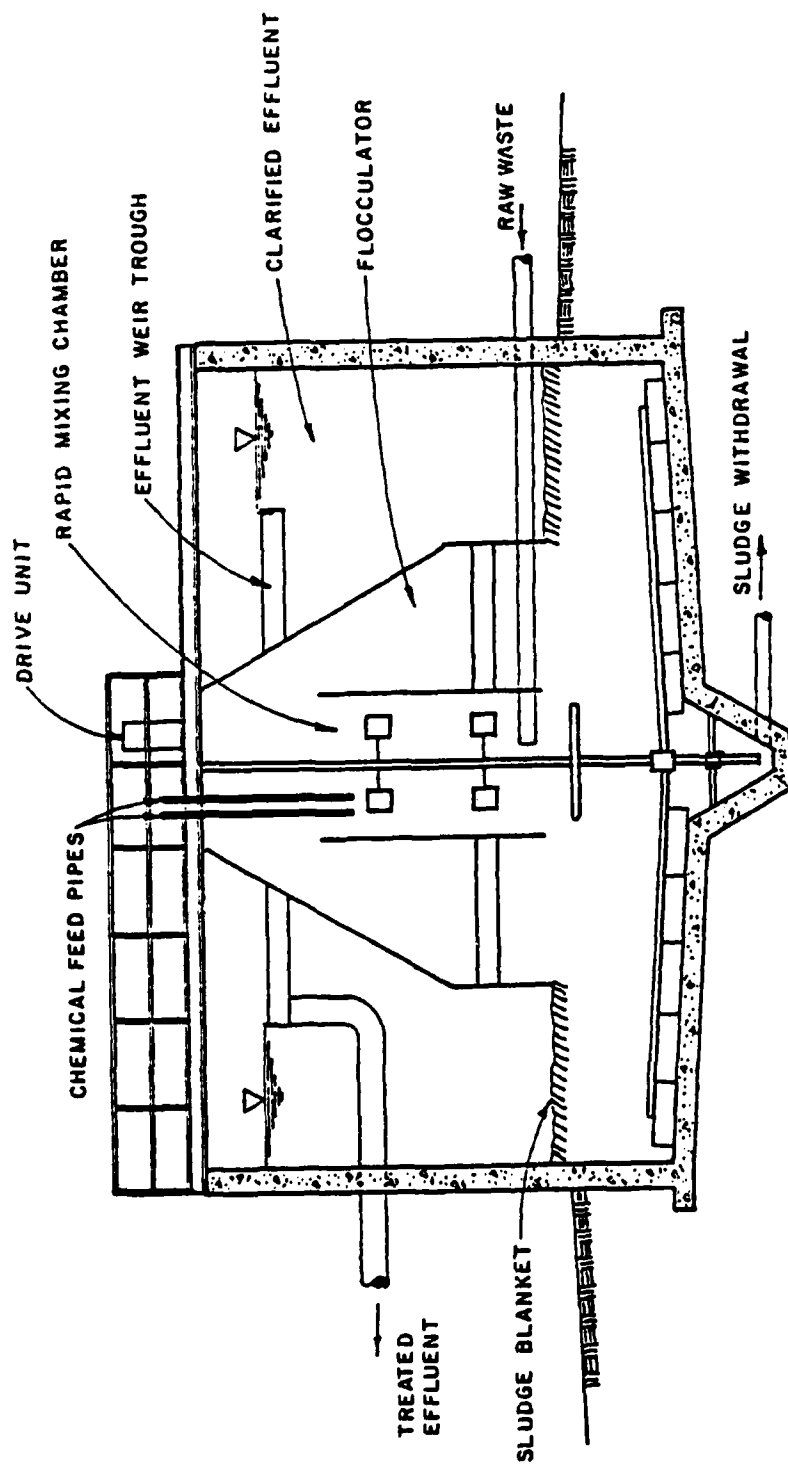 DRIVE UNIT
RAPID MIXING CHAMBER
EFFLUENT WEIR TROUGH
CLARIFIED EFFLUENT
FLOCCULATOR
RAW WASTE
SLUDGE WITHDRAWAL
CHEMICAL FEED PIPES
TREATED
EFFLUENT
SLUDGE BLANKET